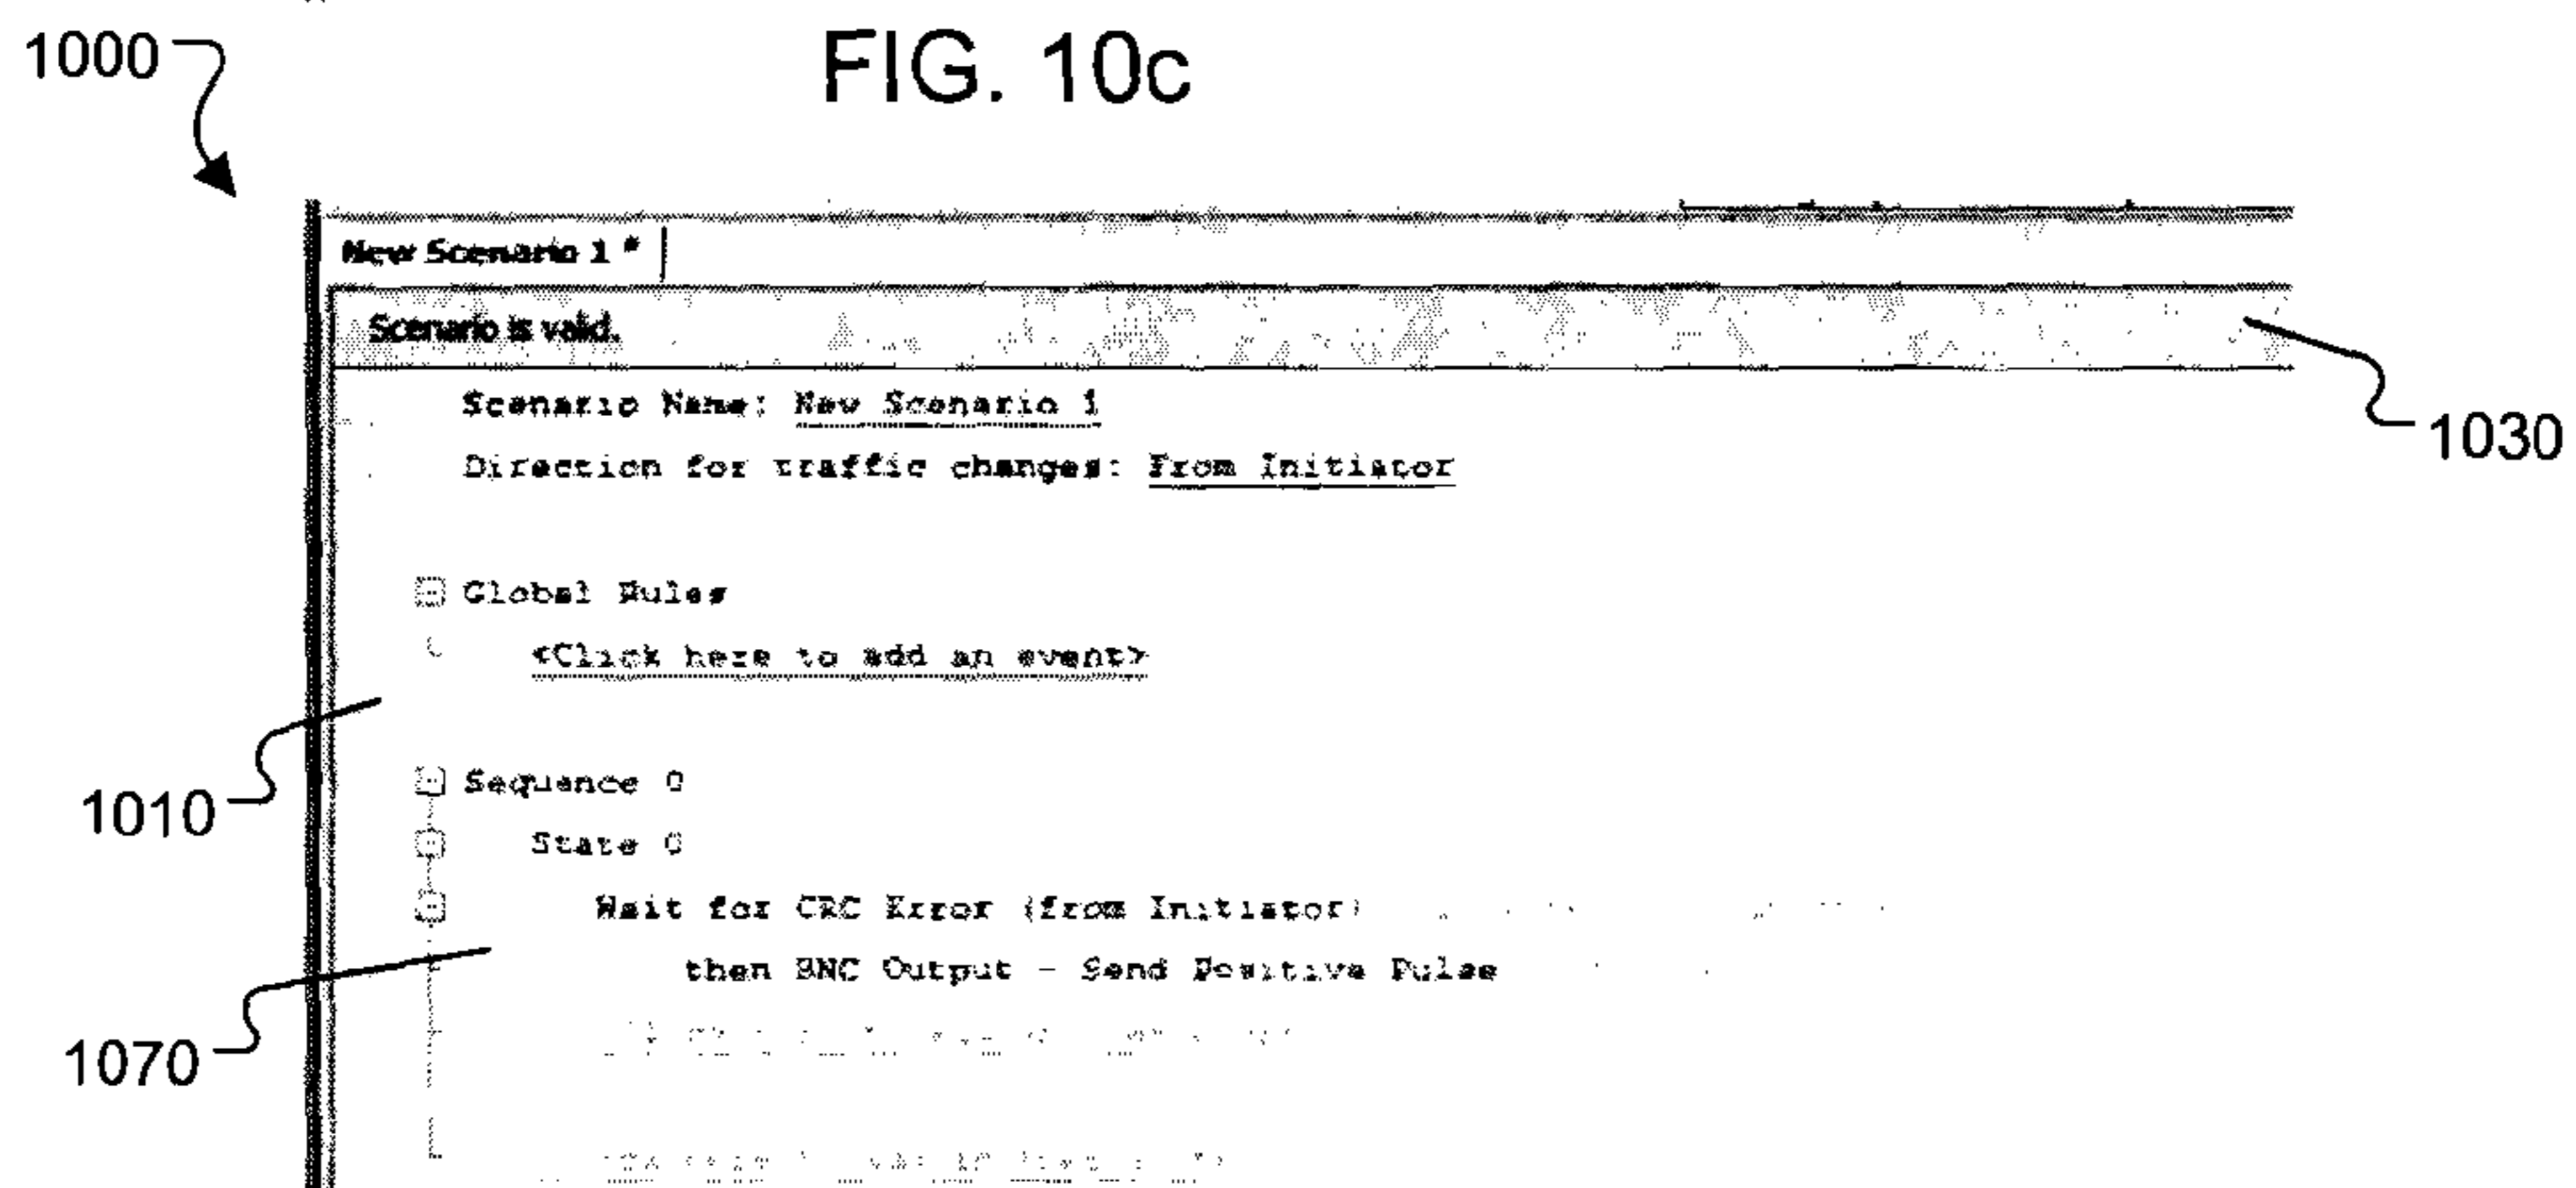 FIG. 10c
1000
New Scenario 1 *
Scenario is valid.
1030
Scenario Name: New Scenario 1
Direction for traffic changes: From Initiator
Global Rules
<Click here to add an event>
1010
Sequence 0
State 0
Wait for CRC Error (from Initiator)
then BNC Output - Send Positive Pulse
1070